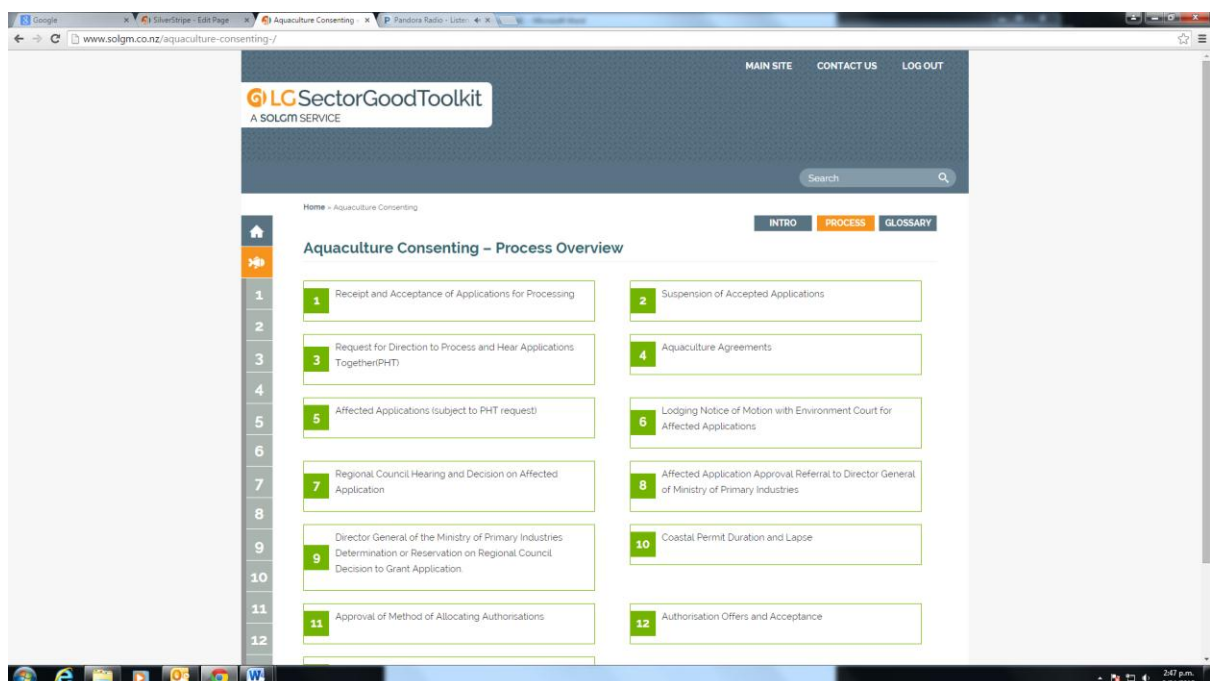 Google
SilverStripe - Edit Page
Aquaculture Consenting -
Pandora Radio - Listen
www.solgm.co.nz/aquaculture-consenting-/
MAIN SITE CONTACT US LOG OUT
LGSectorGoodToolkit
A SOLGM SERVICE
Search
Home » Aquaculture Consenting
INTRO PROCESS GLOSSARY
Aquaculture Consenting – Process Overview
1 Receipt and Acceptance of Applications for Processing
2 Suspension of Accepted Applications
3 Request for Direction to Process and Hear Applications
Together(PHT)
4 Aquaculture Agreements
5 Affected Applications (subject to PHT request)
6 Lodging Notice of Motion with Environment Court for
Affected Applications
7 Regional Council Hearing and Decision on Affected
Application
8 Affected Application Approval Referral to Director General
of Ministry of Primary Industries
9 Director General of the Ministry of Primary Industries
Determination or Reservation on Regional Council
Decision to Grant Application.
10 Coastal Permit Duration and Lapse
11 Approval of Method of Allocating Authorisations
12 Authorisation Offers and Acceptance
1
2
3
4
5
6
7
8
9
10
11
12
2:47 p.m.